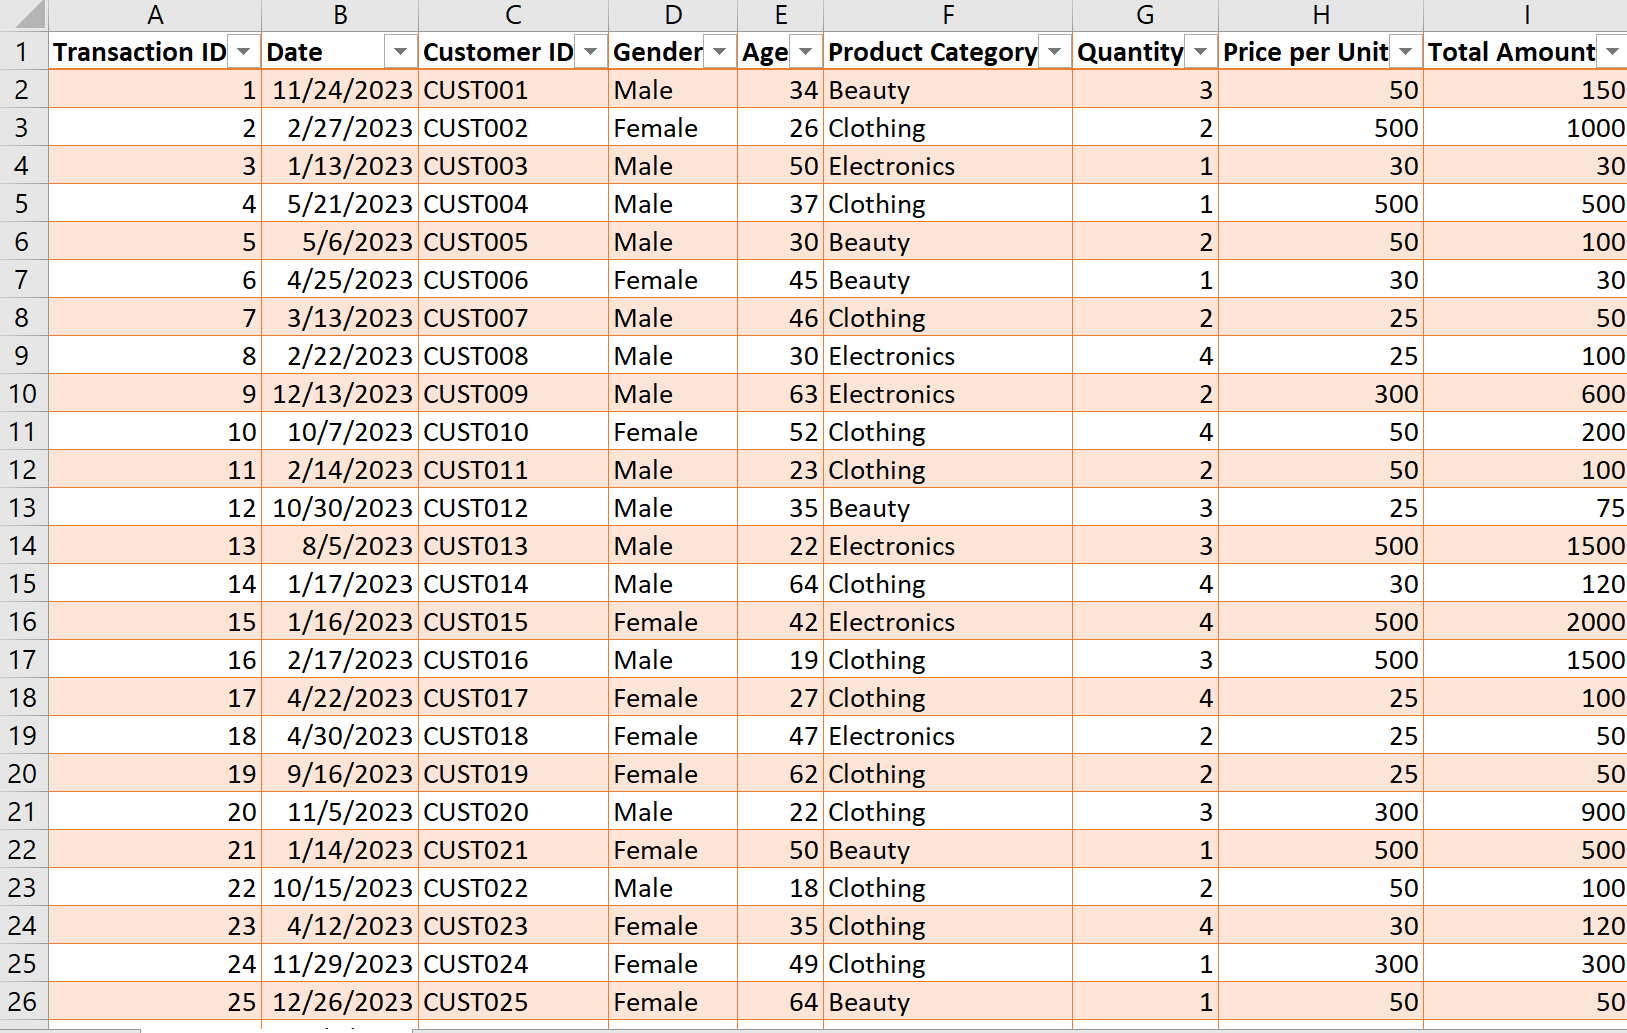 A B C D E F G H I
1 Transaction ID Date Customer ID Gender Age Product Category Quantity Price per Unit Total Amount
2 1 11/24/2023 CUST001 Male 34 Beauty 3 50 150
3 2 2/27/2023 CUST002 Female 26 Clothing 2 500 1000
4 3 1/13/2023 CUST003 Male 50 Electronics 1 30 30
5 4 5/21/2023 CUST004 Male 37 Clothing 1 500 500
6 5 5/6/2023 CUST005 Male 30 Beauty 2 50 100
7 6 4/25/2023 CUST006 Female 45 Beauty 1 30 30
8 7 3/13/2023 CUST007 Male 46 Clothing 2 25 50
9 8 2/22/2023 CUST008 Male 30 Electronics 4 25 100
10 9 12/13/2023 CUST009 Male 63 Electronics 2 300 600
11 10 10/7/2023 CUST010 Female 52 Clothing 4 50 200
12 11 2/14/2023 CUST011 Male 23 Clothing 2 50 100
13 12 10/30/2023 CUST012 Male 35 Beauty 3 25 75
14 13 8/5/2023 CUST013 Male 22 Electronics 3 500 1500
15 14 1/17/2023 CUST014 Male 64 Clothing 4 30 120
16 15 1/16/2023 CUST015 Female 42 Electronics 4 500 2000
17 16 2/17/2023 CUST016 Male 19 Clothing 3 500 1500
18 17 4/22/2023 CUST017 Female 27 Clothing 4 25 100
19 18 4/30/2023 CUST018 Female 47 Electronics 2 25 50
20 19 9/16/2023 CUST019 Female 62 Clothing 2 25 50
21 20 11/5/2023 CUST020 Male 22 Clothing 3 300 900
22 21 1/14/2023 CUST021 Female 50 Beauty 1 500 500
23 22 10/15/2023 CUST022 Male 18 Clothing 2 50 100
24 23 4/12/2023 CUST023 Female 35 Clothing 4 30 120
25 24 11/29/2023 CUST024 Female 49 Clothing 1 300 300
26 25 12/26/2023 CUST025 Female 64 Beauty 1 50 50